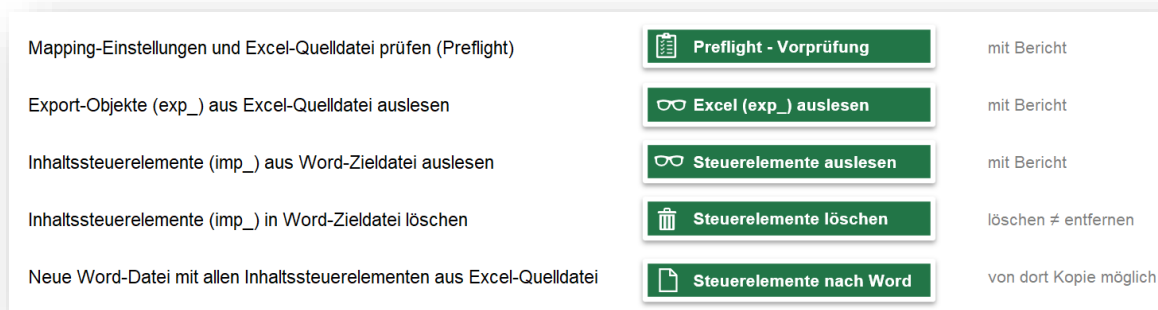 Mapping-Einstellungen und Excel-Quelldatei prüfen (Preflight) Preflight - Vorprüfung mit Bericht
Export-Objekte (exp_) aus Excel-Quelldatei auslesen Excel (exp_) auslesen mit Bericht
Inhaltssteuerelemente (imp_) aus Word-Zieldatei auslesen Steuerelemente auslesen mit Bericht
Inhaltssteuerelemente (imp_) in Word-Zieldatei löschen Steuerelemente löschen löschen ≠ entfernen
Neue Word-Datei mit allen Inhaltssteuerelementen aus Excel-Quelldatei Steuerelemente nach Word von dort Kopie möglich